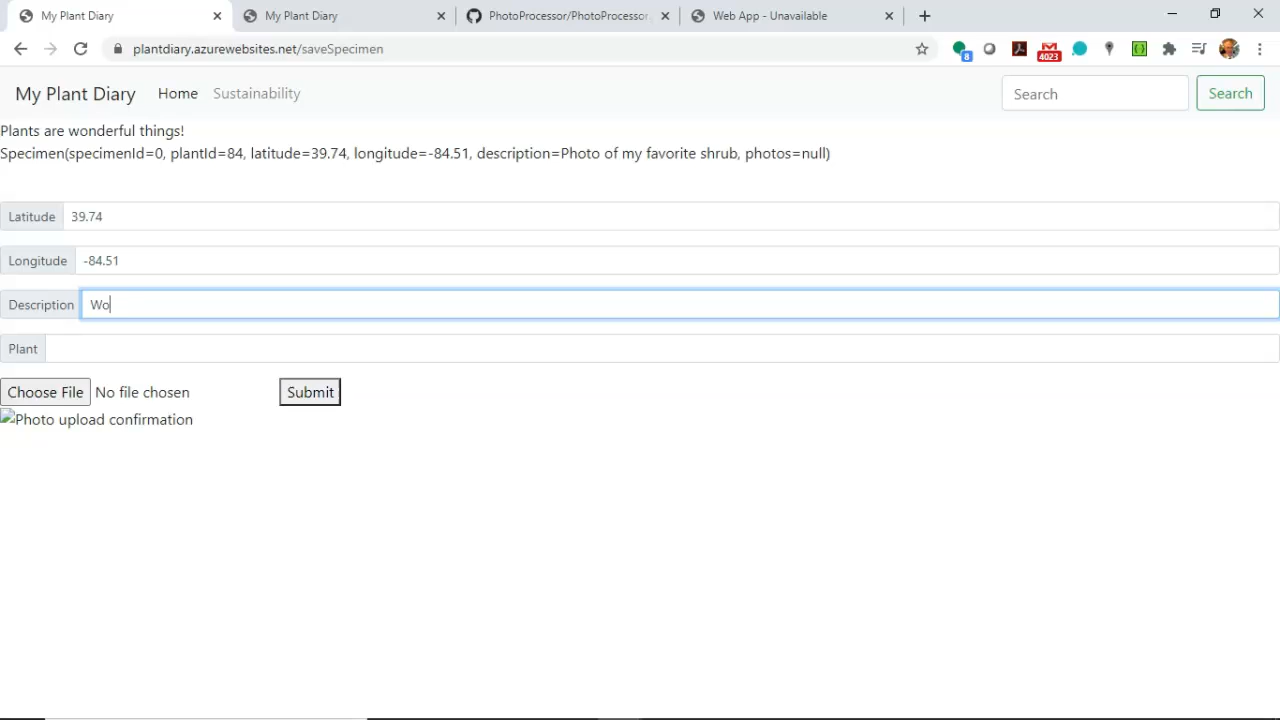 My Plant Diary
My Plant Diary
PhotoProcessor/PhotoProcessor
Web App - Unavailable
plantdiary.azurewebsites.net/saveSpecimen
8
4023
My Plant Diary Home Sustainability Search Search
Plants are wonderful things!
Specimen(specimenId=0, plantId=84, latitude=39.74, longitude=-84.51, description=Photo of my favorite shrub, photos=null)
Latitude 39.74
Longitude -84.51
Description Wo
Plant
Choose File No file chosen Submit
Photo upload confirmation